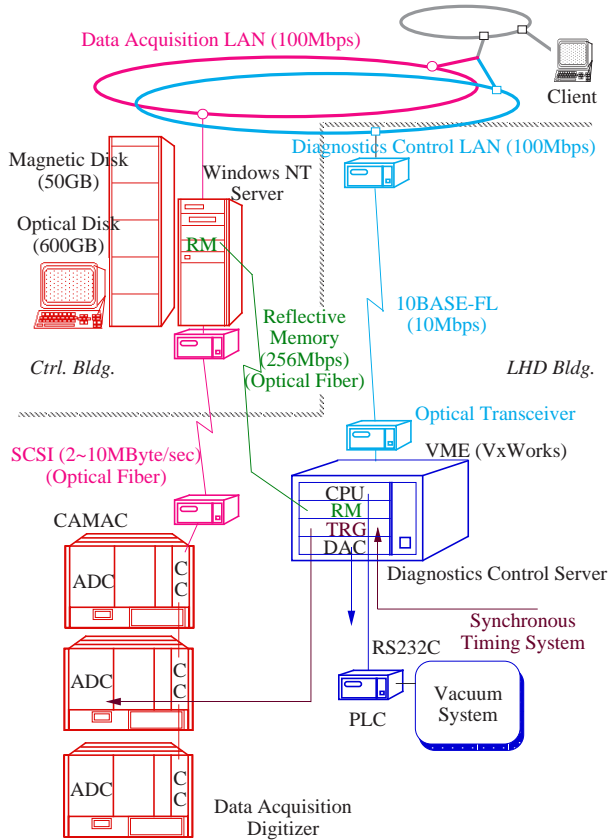 Data Acquisition LAN (100Mbps)
Client
Diagnostics Control LAN (100Mbps)
Magnetic Disk
(50GB)
Windows NT
Server
Optical Disk
(600GB)
RM
10BASE-FL
(10Mbps)
Reflective
Memory
(256Mbps)
(Optical Fiber)
Ctrl. Bldg.
LHD Bldg.
Optical Transceiver
VME (VxWorks)
SCSI (2~10MByte/sec)
(Optical Fiber)
CPU
RM
TRG
DAC
CAMAC
ADC
C
C
Diagnostics Control Server
Synchronous
Timing System
RS232C
ADC
C
C
PLC
Vacuum
System
ADC
C
C
Data Acquisition
Digitizer